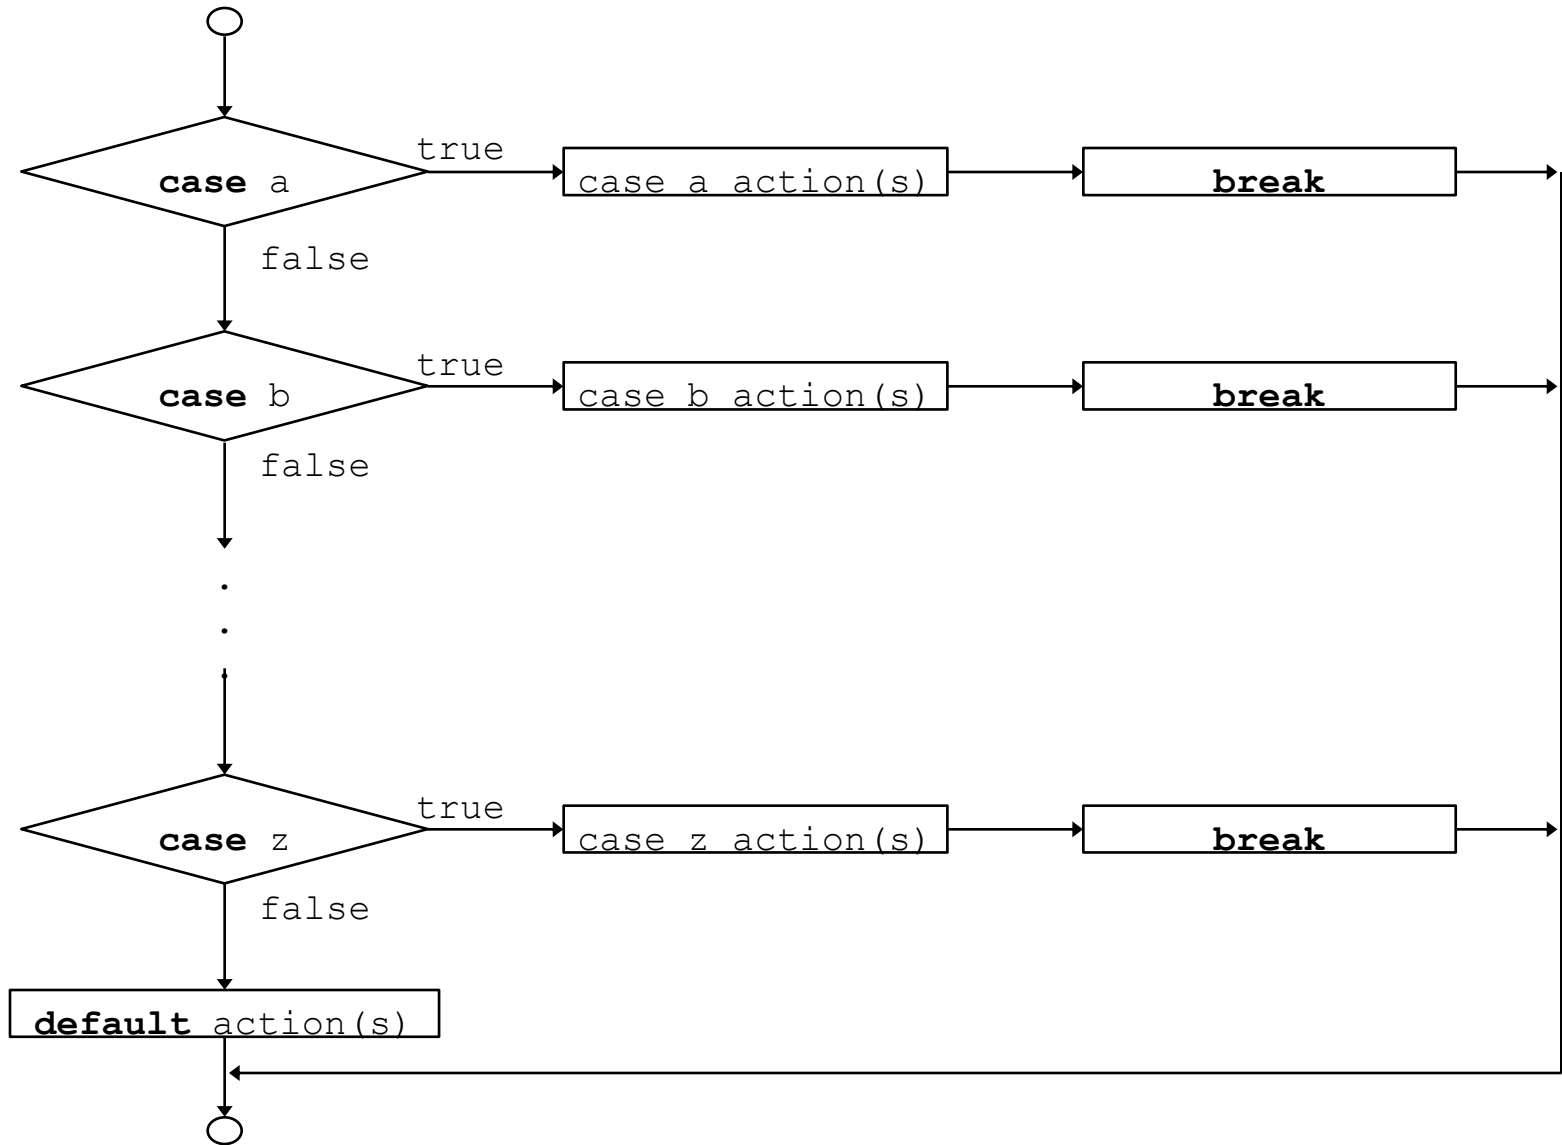 true
case a
case a action(s)
break
false
true
case b
case b action(s)
break
false
.
.
.
true
case z
case z action(s)
break
false
default action(s)